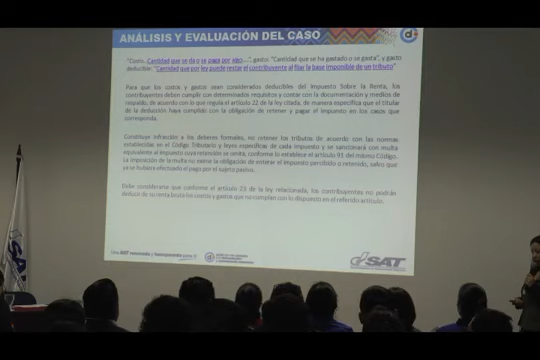 ANÁLISIS Y EVALUACIÓN DEL CASO
"Costo...Cantidad que se da o se paga por algo...", gasto: "Cantidad que se ha gastado o se gasta", y gasto
deducible: "Cantidad que por ley puede restar el contribuyente al fijar la base imponible de un tributo"
Para que los costos y gastos sean considerados deducibles del Impuesto Sobre la Renta, los
contribuyentes deben cumplir con determinados requisitos y contar con la documentación y medios de
respaldo, de acuerdo con lo que regula el artículo 22 de la ley citada, de manera específica que el titular
de la deducción haya cumplido con la obligación de retener y pagar el impuesto en los casos que
corresponda.
Constituye infracción a los deberes formales, no retener los tributos de acuerdo con las normas
establecidas en el Código Tributario y leyes específicas de cada impuesto y se sancionará con multa
equivalente al impuesto cuya retención se omita, conforme lo establece el artículo 91 del mismo Código.
La imposición de la multa no exime la obligación de enterar el impuesto percibido o retenido, salvo que
ya se hubiere efectuado el pago por el sujeto pasivo.
Debe considerarse que conforme el artículo 23 de la ley relacionada, los contribuyentes no podrán
deducir de su renta bruta los costos y gastos que no cumplan con lo dispuesto en el referido artículo.
Una SAT renovada y transparente
SAT
SAT